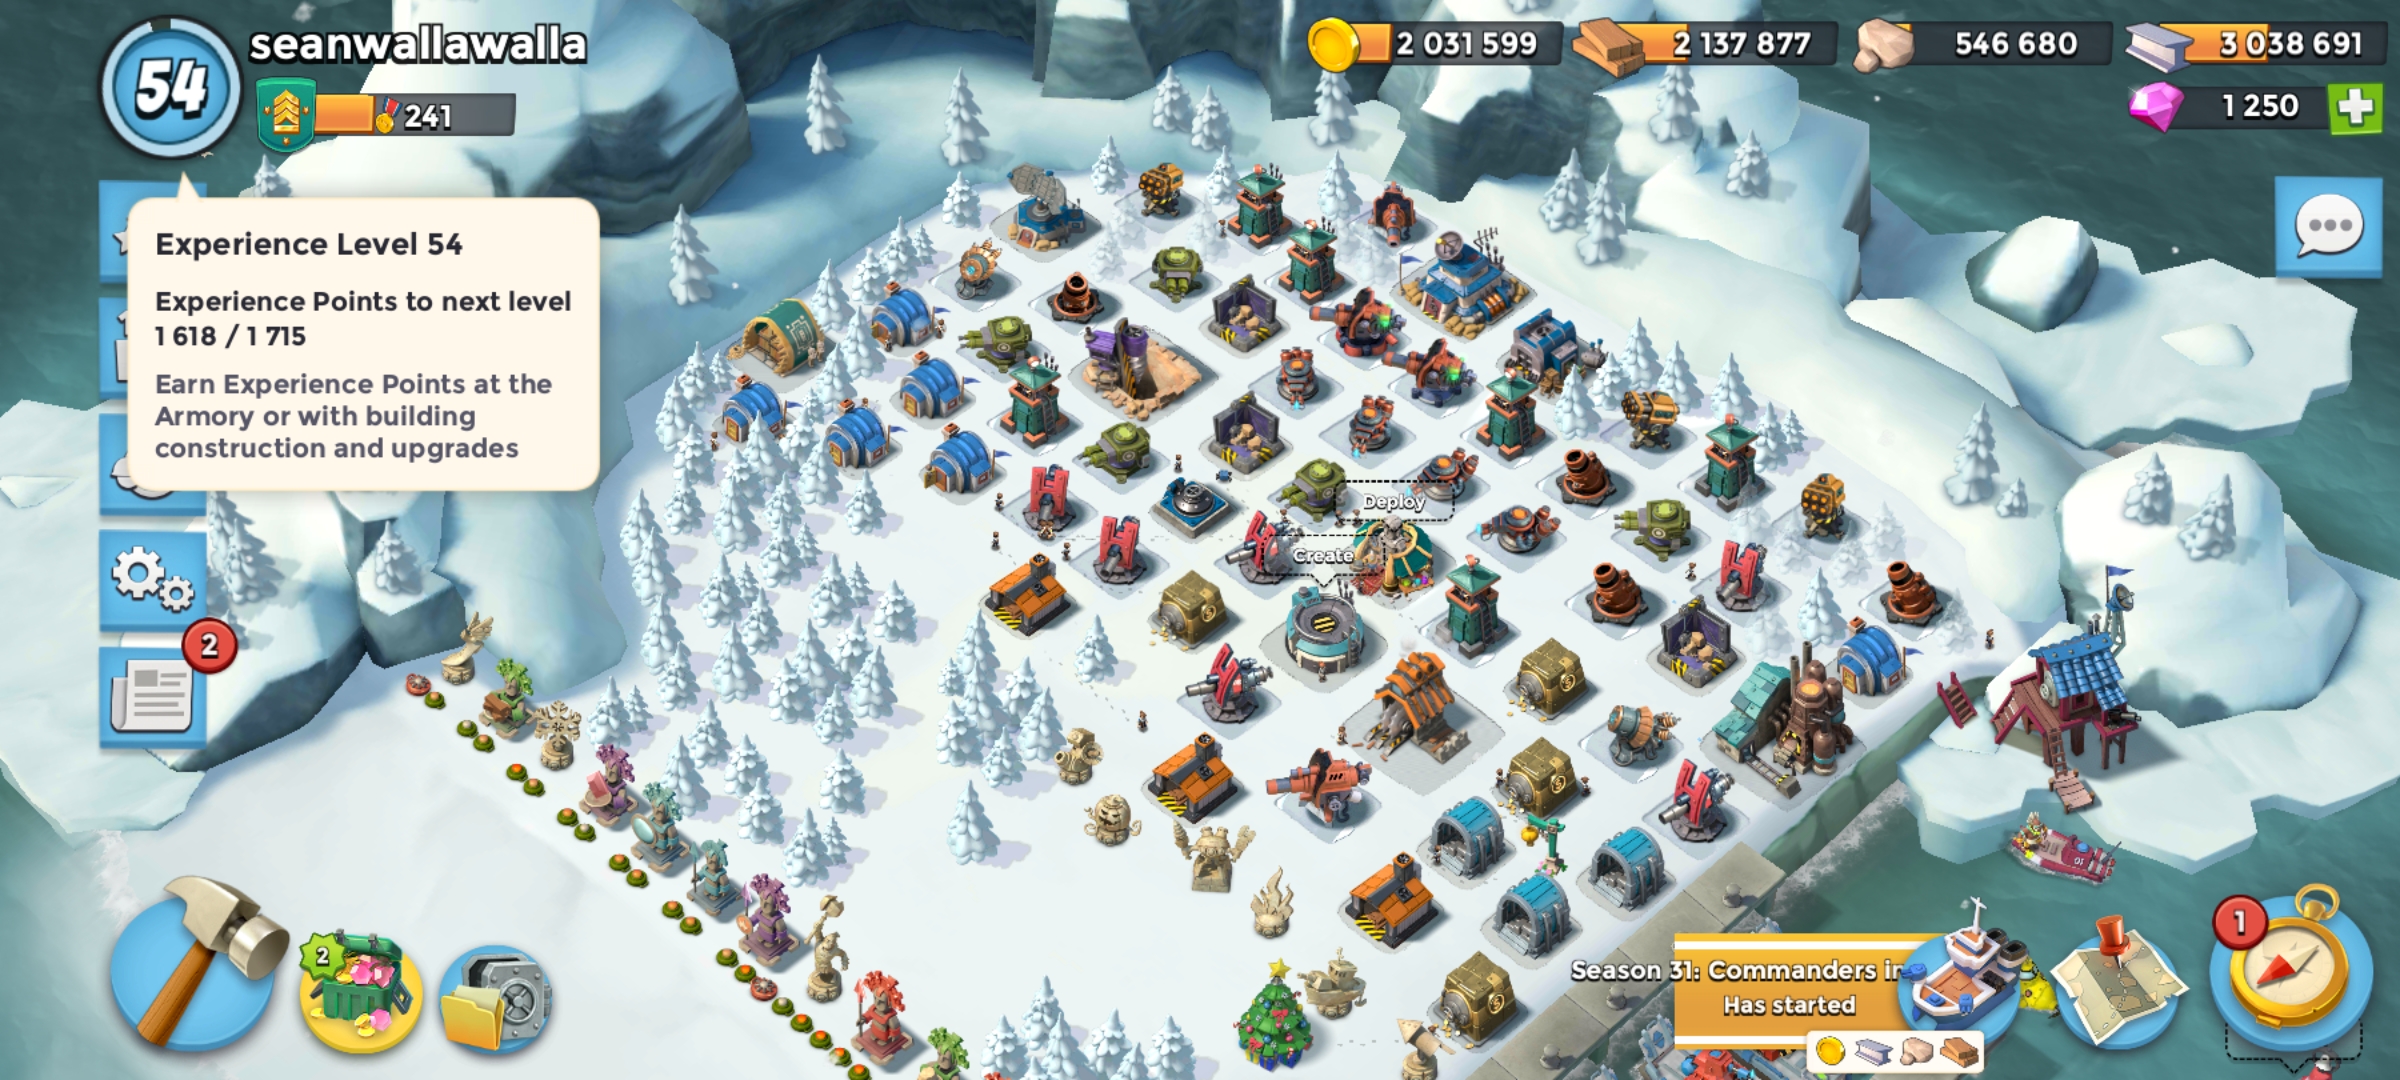 54
seanwallawalla
241
2 031 599
2 137 877
546 680
3 038 691
1 250
Experience Level 54
Experience Points to next level
1 618 / 1 715
Earn Experience Points at the
Armory or with building
construction and upgrades
Deploy
Create
2
2
1
Season 31: Commanders in
Has started